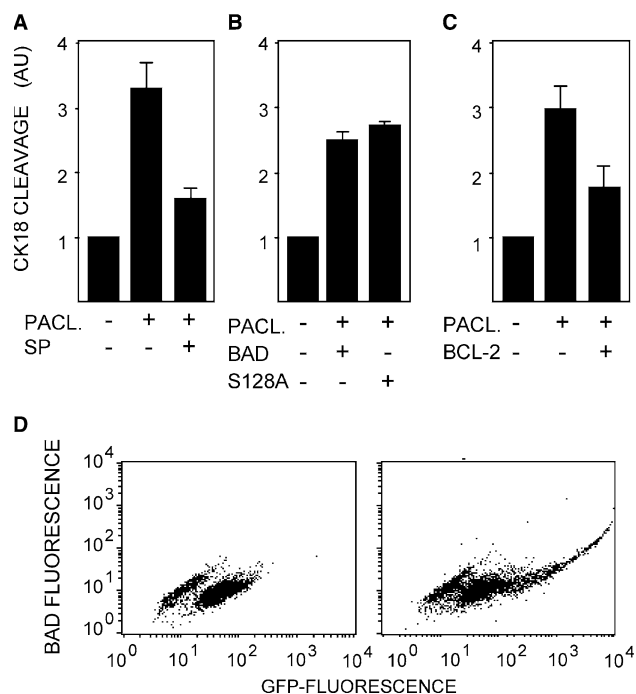 A
B
C
CK18 CLEAVAGE (AU)
4
3
2
1
4
3
2
1
4
3
2
1
PACL. - + +
SP - - +
PACL. - + +
BAD - + -
S128A - - +
PACL. - + +
BCL-2 - - +
D
BAD FLUORESCENCE
10^4
10^3
10^2
10^1
10^0
10^0 10^1 10^2 10^3 10^4
10^0 10^1 10^2 10^3 10^4
GFP-FLUORESCENCE